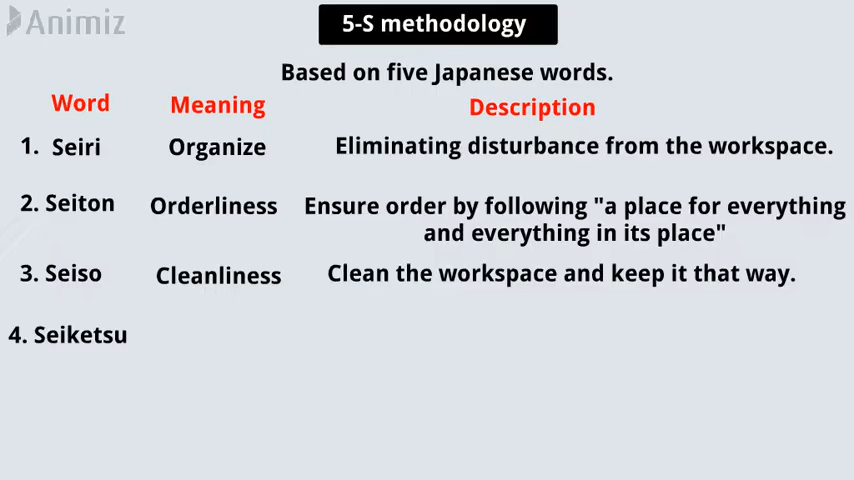 Animiz
5-S methodology
Based on five Japanese words.
Word Meaning Description
1. Seiri Organize Eliminating disturbance from the workspace.
2. Seiton Orderliness Ensure order by following "a place for everything
and everything in its place"
3. Seiso Cleanliness Clean the workspace and keep it that way.
4. Seiketsu